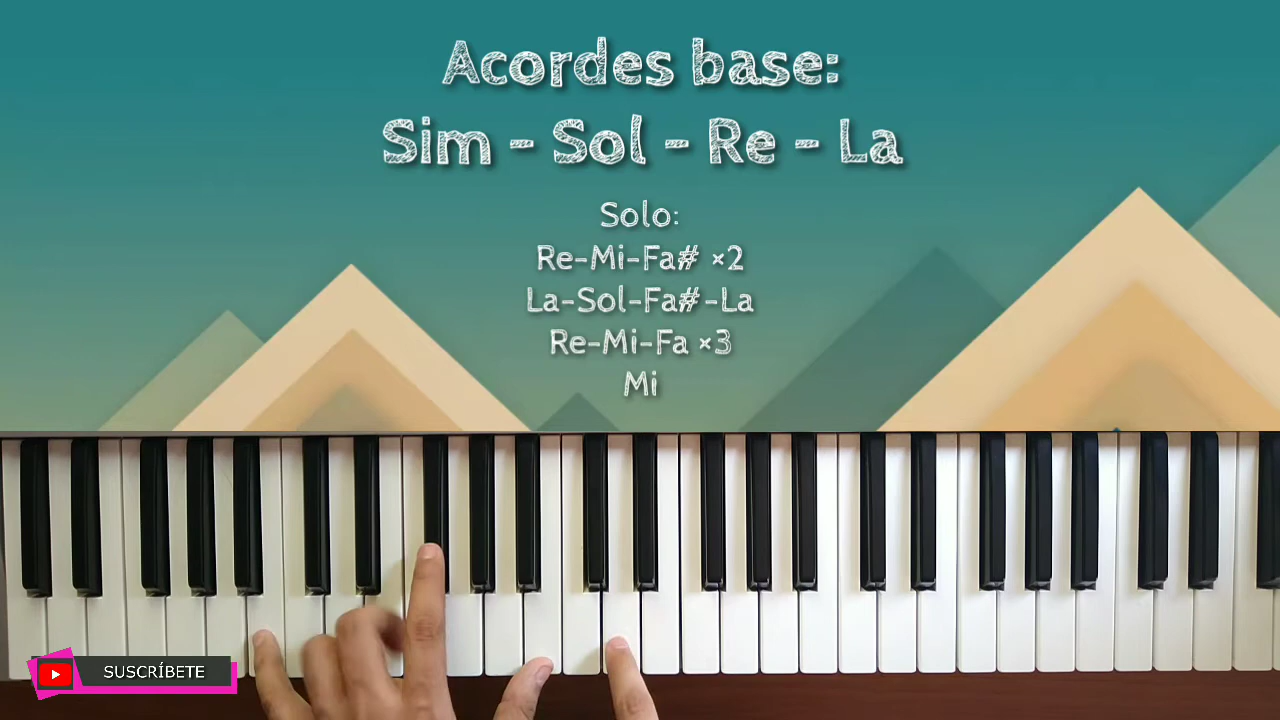 Acordes base:
Sim - Sol - Re - La
Solo:
Re-Mi-Fa# ×2
La-Sol-Fa#-La
Re-Mi-Fa ×3
Mi
SUSCRÍBETE